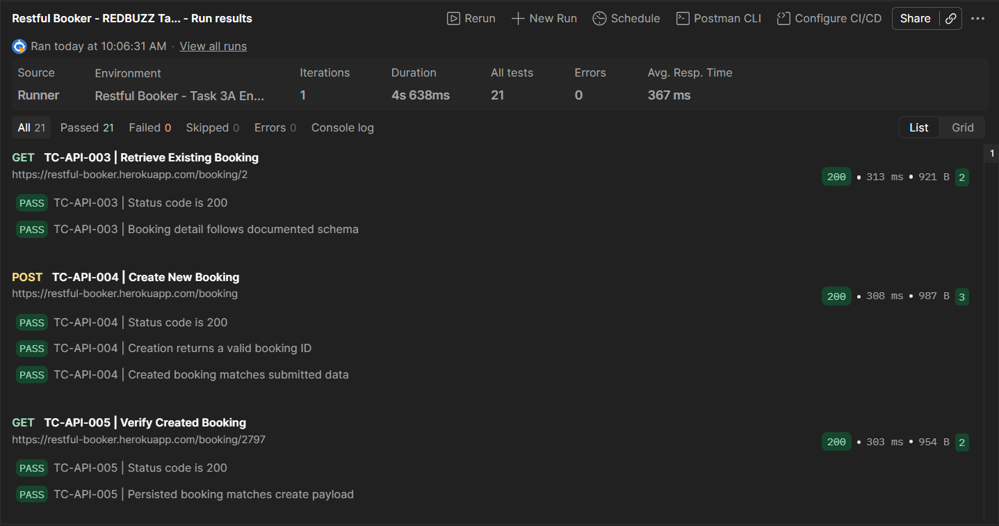 Restful Booker - REDBUZZ Ta... - Run results Rerun New Run Schedule Postman CLI Configure CI/CD Share
Ran today at 10:06:31 AM · View all runs
Source Environment Iterations Duration All tests Errors Avg. Resp. Time
Runner Restful Booker - Task 3A En... 1 4s 638ms 21 0 367 ms
All 21 Passed 21 Failed 0 Skipped 0 Errors 0 Console log List Grid
GET TC-API-003 | Retrieve Existing Booking 1
https://restful-booker.herokuapp.com/booking/2 200 • 313 ms • 921 B 2
PASS TC-API-003 | Status code is 200
PASS TC-API-003 | Booking detail follows documented schema
POST TC-API-004 | Create New Booking
https://restful-booker.herokuapp.com/booking 200 • 308 ms • 987 B 3
PASS TC-API-004 | Status code is 200
PASS TC-API-004 | Creation returns a valid booking ID
PASS TC-API-004 | Created booking matches submitted data
GET TC-API-005 | Verify Created Booking
https://restful-booker.herokuapp.com/booking/2797 200 • 303 ms • 954 B 2
PASS TC-API-005 | Status code is 200
PASS TC-API-005 | Persisted booking matches create payload